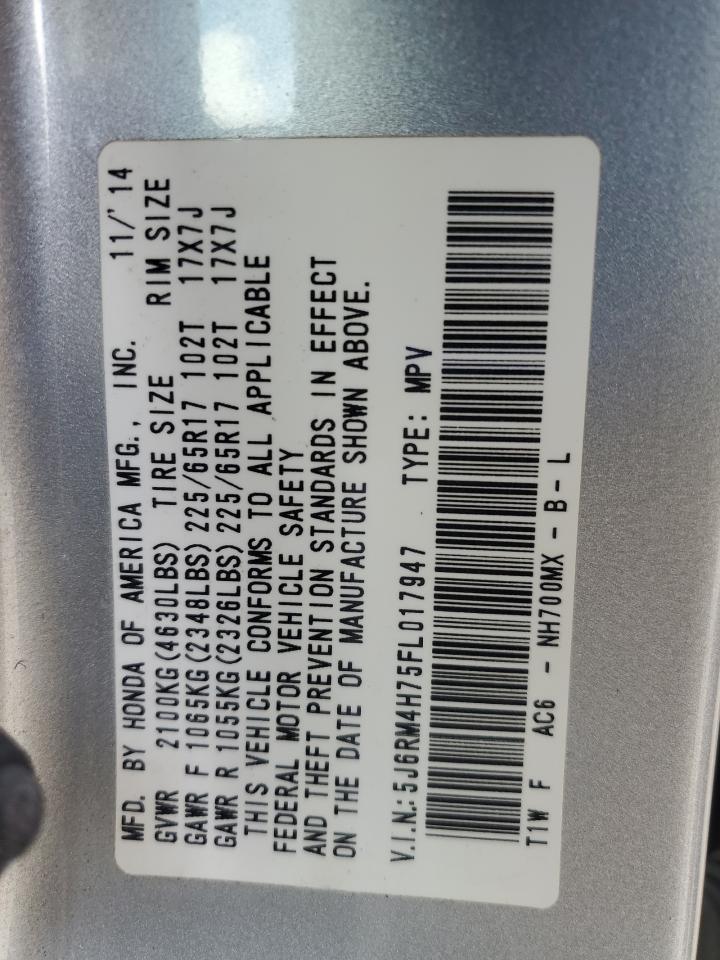 MFD. BY HONDA OF AMERICA MFG., INC. 11/'14
GVWR 2100KG(4630LBS) TIRE SIZE RIM SIZE
GAWR F 1065KG(2348LBS) 225/65R17 102T 17X7J
GAWR R 1055KG(2326LBS) 225/65R17 102T 17X7J
THIS VEHICLE CONFORMS TO ALL APPLICABLE
FEDERAL MOTOR VEHICLE SAFETY
AND THEFT PREVENTION STANDARDS IN EFFECT
ON THE DATE OF MANUFACTURE SHOWN ABOVE.
V.I.N.:5J6RM4H75FL017947 TYPE: MPV
T1W F AC6 - NH700MX - B - L